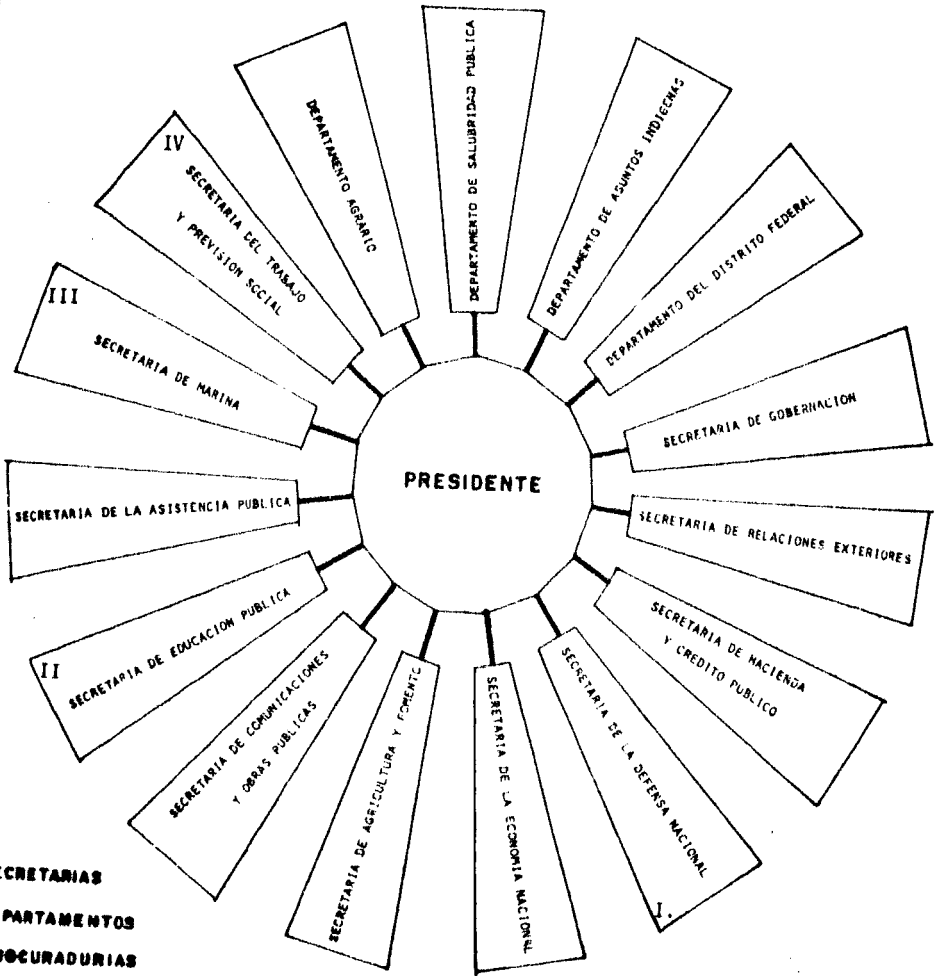 PRESIDENTE
DEPARTAMENTO DE SALUBRIDAD PUBLICA
DEPARTAMENTO DE ASUNTOS INDIGENAS
DEPARTAMENTO DEL DISTRITO FEDERAL
SECRETARIA DE GOBERNACION
SECRETARIA DE RELACIONES EXTERIORES
SECRETARIA DE HACIENDA
Y CREDITO PUBLICO
SECRETARIA DE LA DEFENSA NACIONAL
I.
SECRETARIA DE LA ECONOMIA NACIONAL
SECRETARIA DE AGRICULTURA Y FOMENTO
SECRETARIA DE COMUNICACIONES
Y OBRAS PUBLICAS
SECRETARIA DE EDUCACION PUBLICA
II
SECRETARIA DE LA ASISTENCIA PUBLICA
SECRETARIA DE MARINA
III
SECRETARIA DEL TRABAJO
Y PREVISION SOCIAL
IV
DEPARTAMENTO AGRARIO
ECRETARIAS
PARTAMENTOS
OCURADURIAS